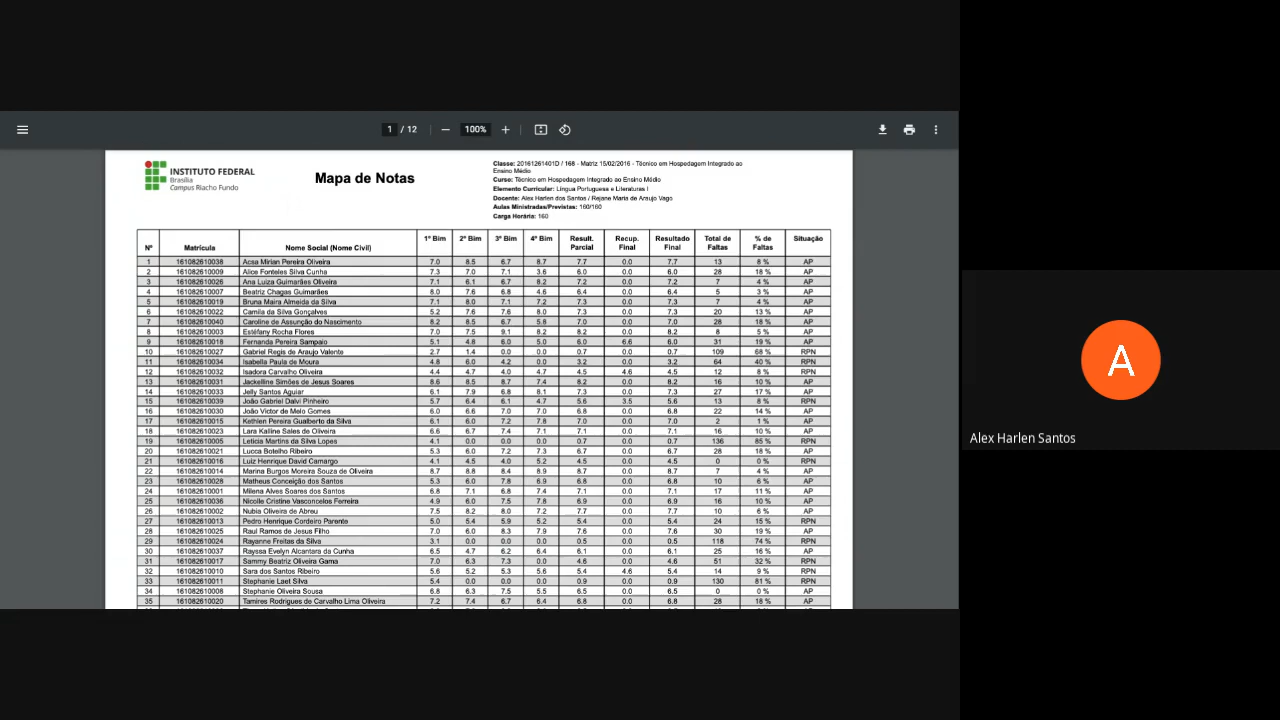 1 / 12 100%
INSTITUTO FEDERAL
Brasília
Campus Riacho Fundo
Mapa de Notas
Classe: 20161261401D / 168 - Matriz 15/02/2016 - Técnico em Hospedagem Integrado ao
Ensino Médio
Curso: Técnico em Hospedagem Integrado ao Ensino Médio
Elemento Curricular: Língua Portuguesa e Literaturas I
Docente: Alex Harlen dos Santos / Rejane Maria de Araujo Vago
Aulas Ministradas/Previstas: 160/160
Carga Horária: 160
Nº Matrícula Nome Social (Nome Civil) 1º Bim 2º Bim 3º Bim 4º Bim Result. Parcial Recup. Final Resultado Final Total de Faltas % de Faltas Situação
1 161082610038 Acsa Mirian Pereira Oliveira 7.0 8.5 6.7 8.7 7.7 0.0 7.7 13 8 % AP
2 161082610009 Alice Fonteles Silva Cunha 7.3 7.0 7.1 3.6 6.0 0.0 6.0 28 18 % AP
3 161082610026 Ana Luiza Guimarães Oliveira 7.1 6.1 6.7 8.2 7.2 0.0 7.2 7 4 % AP
4 161082610007 Beatriz Chagas Guimarães 8.0 7.6 6.8 4.6 6.4 0.0 6.4 5 3 % AP
5 161082610019 Bruna Maira Almeida da Silva 7.1 8.0 7.1 7.2 7.3 0.0 7.3 7 4 % AP
6 161082610022 Camila da Silva Gonçalves 5.2 7.6 7.6 8.0 7.3 0.0 7.3 20 13 % AP
7 161082610040 Caroline de Assunção do Nascimento 8.2 8.5 6.7 5.8 7.0 0.0 7.0 28 18 % AP
8 161082610003 Estéfany Rocha Flores 7.0 7.5 9.1 8.2 8.2 0.0 8.2 8 5 % AP
9 161082610018 Fernanda Pereira Sampaio 5.1 4.8 6.0 5.0 6.0 6.6 6.0 31 19 % AP
10 161082610027 Gabriel Regis de Araujo Valente 2.7 1.4 0.0 0.0 0.7 0.0 0.7 109 68 % RPN
11 161082610034 Isabella Paula de Moura 4.8 6.0 4.2 0.0 3.2 0.0 3.2 64 40 % RPN
12 161082610032 Isadora Carvalho Oliveira 4.4 4.7 4.0 4.7 4.5 4.6 4.5 12 8 % RPN
13 161082610031 Jackelline Simões de Jesus Soares 8.6 8.5 8.7 7.4 8.2 0.0 8.2 16 10 % AP
14 161082610033 Jelly Santos Aguiar 6.1 7.9 6.8 8.1 7.3 0.0 7.3 27 17 % AP
15 161082610039 João Gabriel Dalvi Pinheiro 5.7 6.4 6.1 4.7 5.6 3.5 5.6 13 8 % RPN
16 161082610030 João Victor de Melo Gomes 6.0 6.6 7.0 7.0 6.8 0.0 6.8 22 14 % AP
17 161082610015 Kethlen Pereira Gualberto da Silva 6.1 6.0 7.2 7.8 7.0 0.0 7.0 2 1 % AP
18 161082610023 Lara Kalline Sales de Oliveira 6.6 6.7 7.4 7.1 7.1 0.0 7.1 16 10 % AP
19 161082610005 Leticia Martins da Silva Lopes 4.1 0.0 0.0 0.0 0.7 0.0 0.7 136 85 % RPN
20 161082610021 Lucca Botelho Ribeiro 5.3 6.0 7.2 7.3 6.7 0.0 6.7 28 18 % AP
21 161082610016 Luiz Henrique David Camargo 4.1 4.5 4.0 5.2 4.5 0.0 4.5 0 0 % RPN
22 161082610014 Marina Burgos Moreira Souza de Oliveira 8.7 8.8 8.4 8.9 8.7 0.0 8.7 7 4 % AP
23 161082610028 Matheus Conceição dos Santos 5.3 6.0 7.8 6.9 6.8 0.0 6.8 10 6 % AP
24 161082610001 Milena Alves Soares dos Santos 6.8 7.1 6.8 7.4 7.1 0.0 7.1 17 11 % AP
25 161082610036 Nicolle Cristine Vasconcelos Ferreira 4.9 6.0 7.5 7.8 6.9 0.0 6.9 16 10 % AP
26 161082610002 Nubia Oliveira de Abreu 7.5 8.2 8.0 7.2 7.7 0.0 7.7 10 6 % AP
27 161082610013 Pedro Henrique Cordeiro Parente 5.0 5.4 5.9 5.2 5.4 0.0 5.4 24 15 % RPN
28 161082610025 Raul Ramos de Jesus Filho 7.0 6.0 8.3 7.9 7.6 0.0 7.6 30 19 % AP
29 161082610024 Rayanne Freitas da Silva 3.1 0.0 0.0 0.0 0.5 0.0 0.5 118 74 % RPN
30 161082610037 Rayssa Evelyn Alcantara da Cunha 6.5 4.7 6.2 6.4 6.1 0.0 6.1 25 16 % AP
31 161082610017 Sammy Beatriz Oliveira Gama 7.0 6.3 7.3 0.0 4.6 0.0 4.6 51 32 % RPN
32 161082610010 Sara dos Santos Ribeiro 5.6 5.2 5.3 5.6 5.4 4.6 5.4 14 9 % RPN
33 161082610011 Stephanie Laet Silva 5.4 0.0 0.0 0.0 0.9 0.0 0.9 130 81 % RPN
34 161082610008 Stephanie Oliveira Sousa 6.8 6.3 7.5 5.5 6.5 0.0 6.5 0 0 % AP
35 161082610020 Tamires Rodrigues de Carvalho Lima Oliveira 7.2 7.4 6.7 6.4 6.8 0.0 6.8 28 18 % AP
A
Alex Harlen Santos